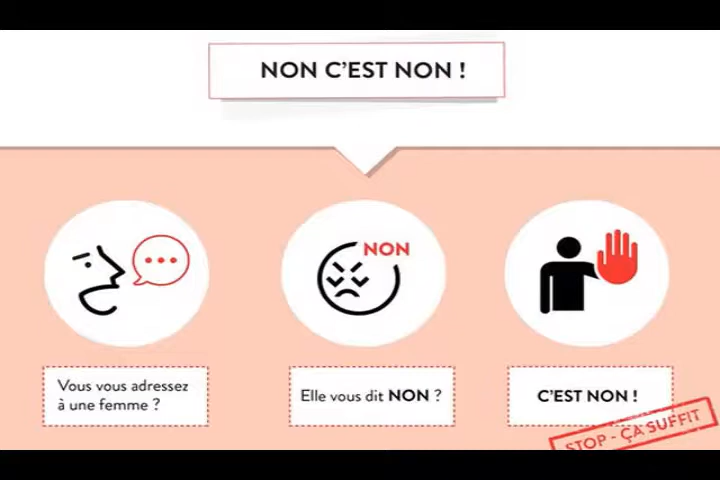 NON C'EST NON !
NON
Vous vous adressez
à une femme ?
Elle vous dit NON ?
C'EST NON !
STOP - ÇA SUFFIT